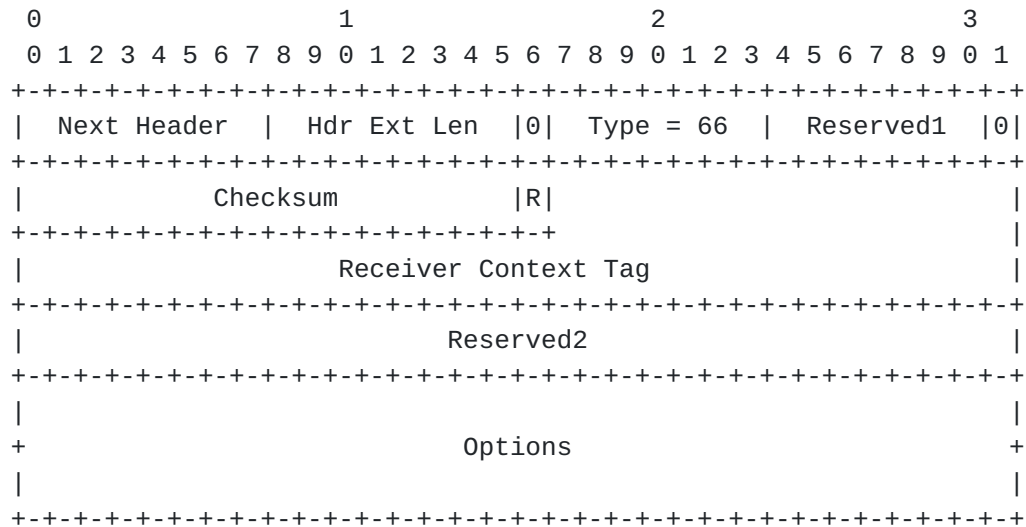 0                   1                   2                   3
 0 1 2 3 4 5 6 7 8 9 0 1 2 3 4 5 6 7 8 9 0 1 2 3 4 5 6 7 8 9 0 1
+-+-+-+-+-+-+-+-+-+-+-+-+-+-+-+-+-+-+-+-+-+-+-+-+-+-+-+-+-+-+-+-+
|  Next Header  |  Hdr Ext Len  |0|  Type = 66  |  Reserved1  |0|
+-+-+-+-+-+-+-+-+-+-+-+-+-+-+-+-+-+-+-+-+-+-+-+-+-+-+-+-+-+-+-+-+
|            Checksum           |R|                             |
+-+-+-+-+-+-+-+-+-+-+-+-+-+-+-+-+-+                             |
|                    Receiver Context Tag                       |
+-+-+-+-+-+-+-+-+-+-+-+-+-+-+-+-+-+-+-+-+-+-+-+-+-+-+-+-+-+-+-+-+
|                           Reserved2                           |
+-+-+-+-+-+-+-+-+-+-+-+-+-+-+-+-+-+-+-+-+-+-+-+-+-+-+-+-+-+-+-+-+
|                                                               |
+                            Options                            +
|                                                               |
+-+-+-+-+-+-+-+-+-+-+-+-+-+-+-+-+-+-+-+-+-+-+-+-+-+-+-+-+-+-+-+-+